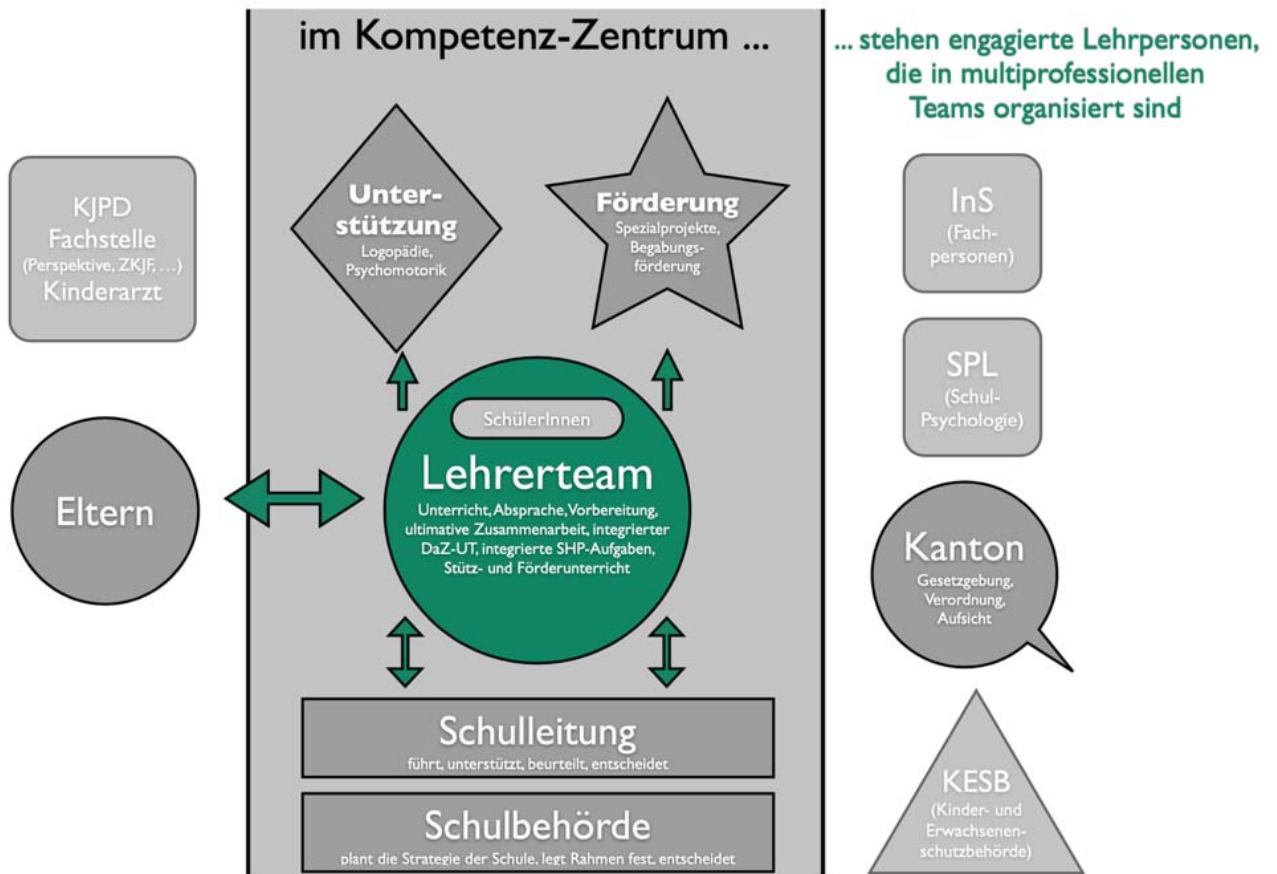 im Kompetenz-Zentrum ...
... stehen engagierte Lehrpersonen,
die in multiprofessionellen
Teams organisiert sind
KJPD
Fachstelle
(Perspektive, ZKJF, ...)
Kinderarzt
Unter-
stützung
Logopädie,
Psychomotorik
Förderung
Spezialprojekte,
Begabungs-
förderung
InS
(Fach-
personen)
SPL
(Schul-
Psychologie)
Eltern
SchülerInnen
Lehrerteam
Unterricht, Absprache, Vorbereitung,
ultimative Zusammenarbeit, integrierter
DaZ-UT, integrierte SHP-Aufgaben,
Stütz- und Förderunterricht
Kanton
Gesetzgebung,
Verordnung,
Aufsicht
Schulleitung
führt, unterstützt, beurteilt, entscheidet
Schulbehörde
plant die Strategie der Schule, legt Rahmen fest, entscheidet
KESB
(Kinder- und
Erwachsenen-
schutzbehörde)